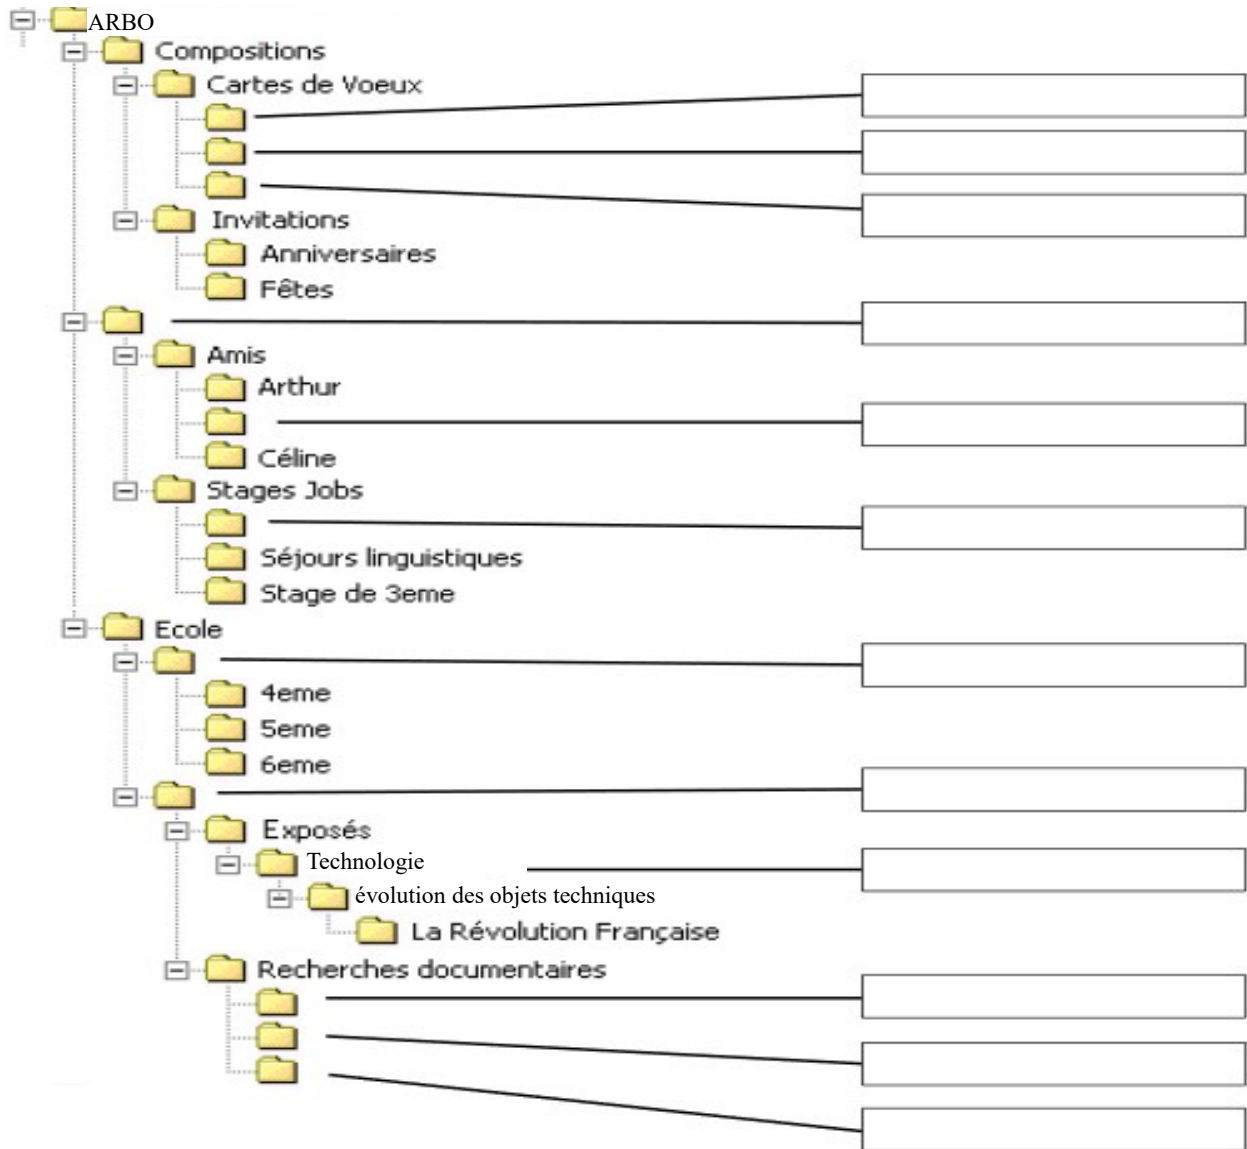 ARBO
Compositions
Cartes de Voeux
Invitations
Anniversaires
Fêtes
Amis
Arthur
Céline
Stages Jobs
Séjours linguistiques
Stage de 3eme
Ecole
4eme
5eme
6eme
Exposés
Technologie
évolution des objets techniques
La Révolution Française
Recherches documentaires